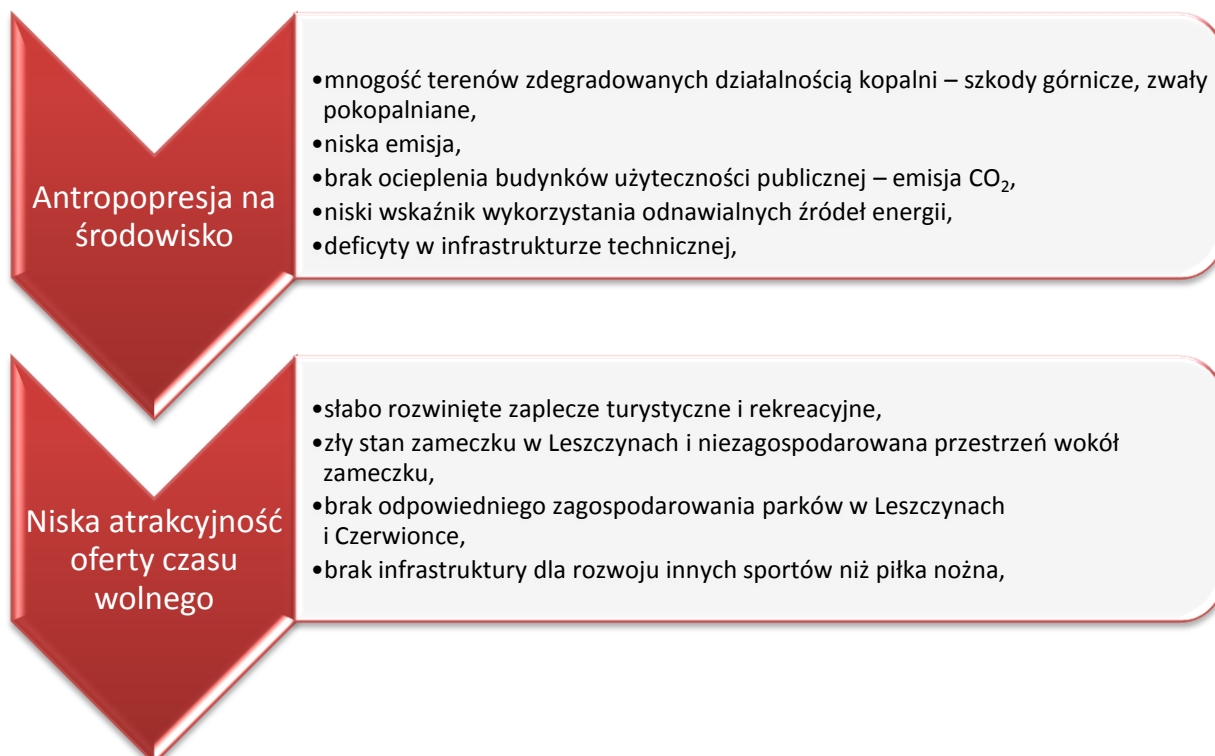 Antropopresja na
środowisko
•mnogość terenów zdegradowanych działalnością kopalni – szkody górnicze, zwały
pokopalniane,
•niska emisja,
•brak ocieplenia budynków użyteczności publicznej – emisja CO₂,
•niski wskaźnik wykorzystania odnawialnych źródeł energii,
•deficyty w infrastrukturze technicznej,
Niska atrakcyjność
oferty czasu
wolnego
•słabo rozwinięte zaplecze turystyczne i rekreacyjne,
•zły stan zameczku w Leszczynach i niezagospodarowana przestrzeń wokół
zameczku,
•brak odpowiedniego zagospodarowania parków w Leszczynach
i Czerwionce,
•brak infrastruktury dla rozwoju innych sportów niż piłka nożna,